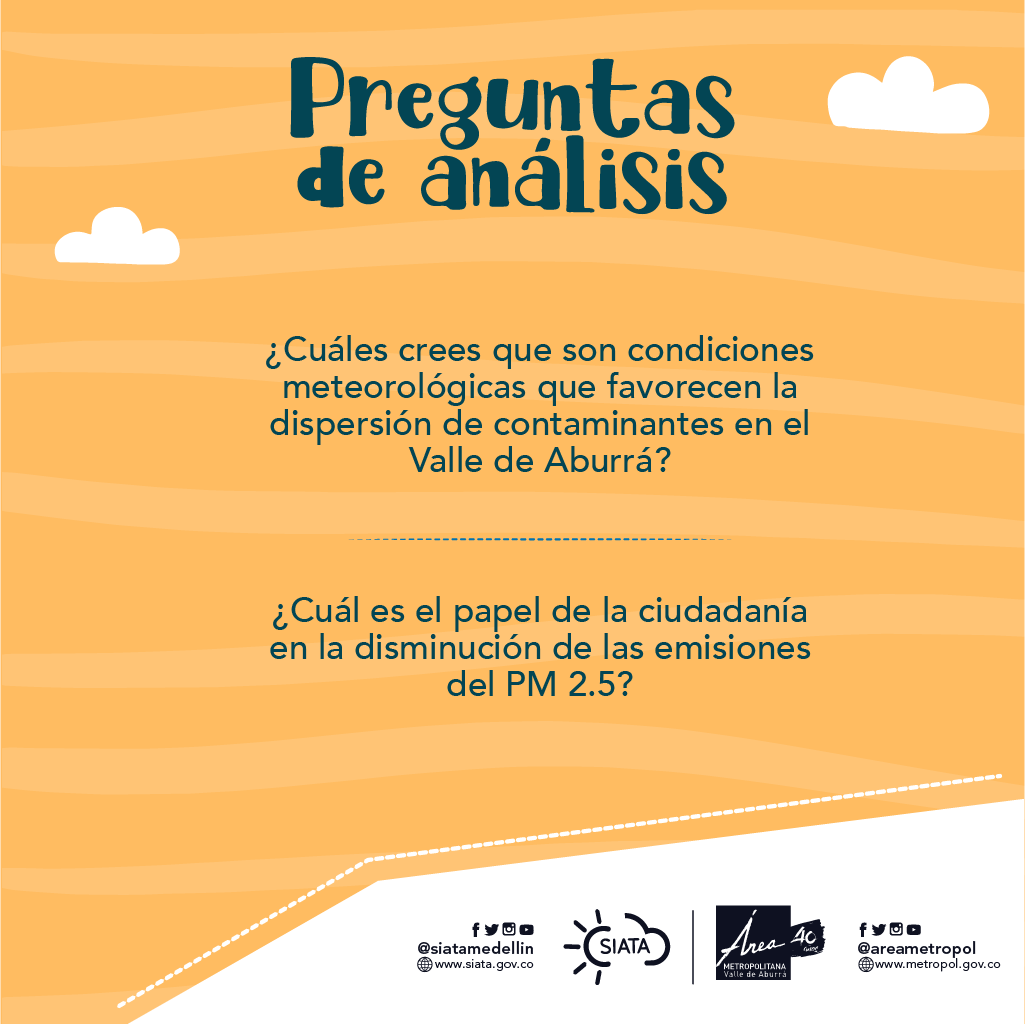 Preguntas
de análisis
¿Cuáles crees que son condiciones
meteorológicas que favorecen la
dispersión de contaminantes en el
Valle de Aburrá?
¿Cuál es el papel de la ciudadanía
en la disminución de las emisiones
del PM 2.5?
@siatamedellin
www.siata.gov.co
SIATA
Área 40
METROPOLITANA
Valle de Aburrá
@areametropol
www.metropol.gov.co